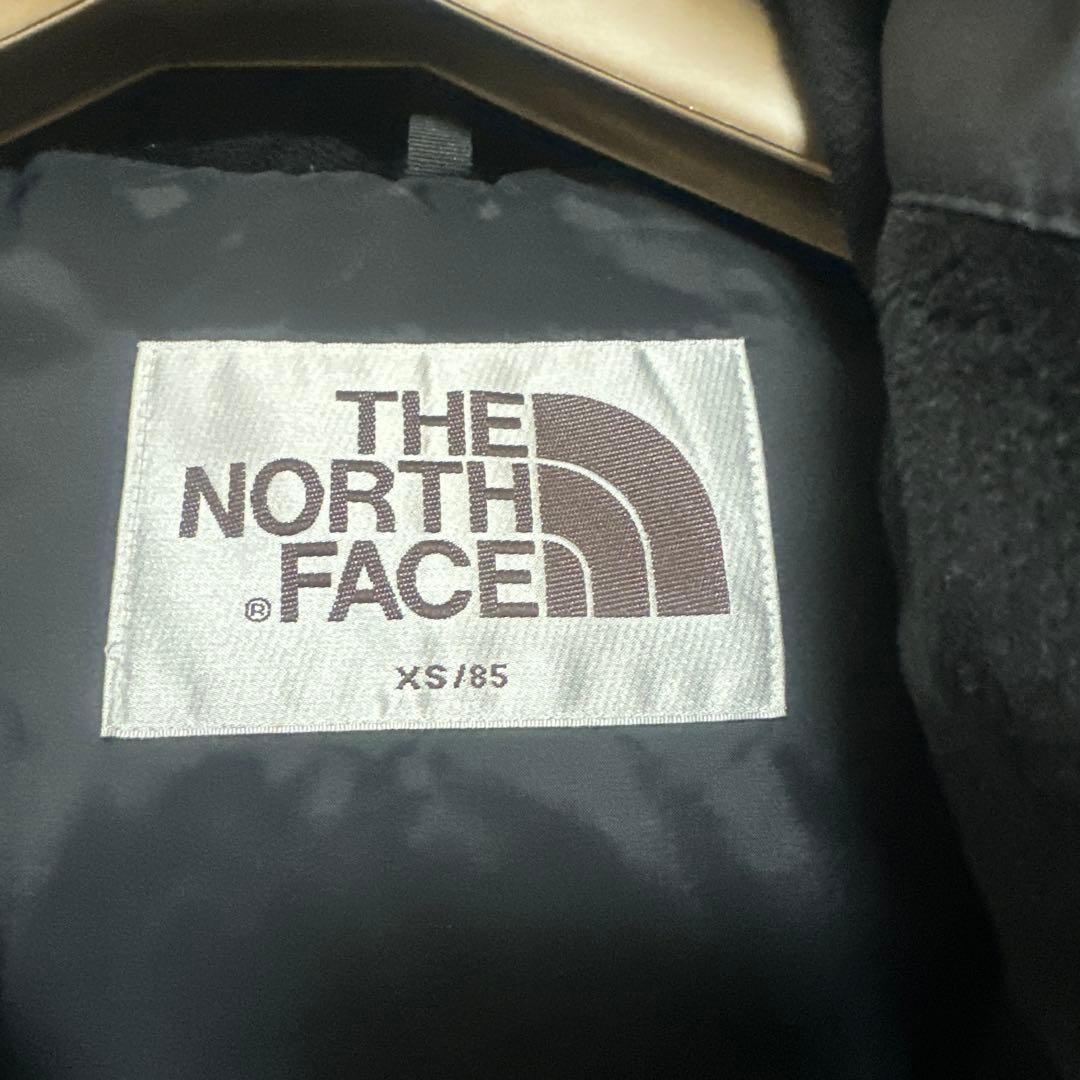 THE
NORTH
® FACE
XS/85